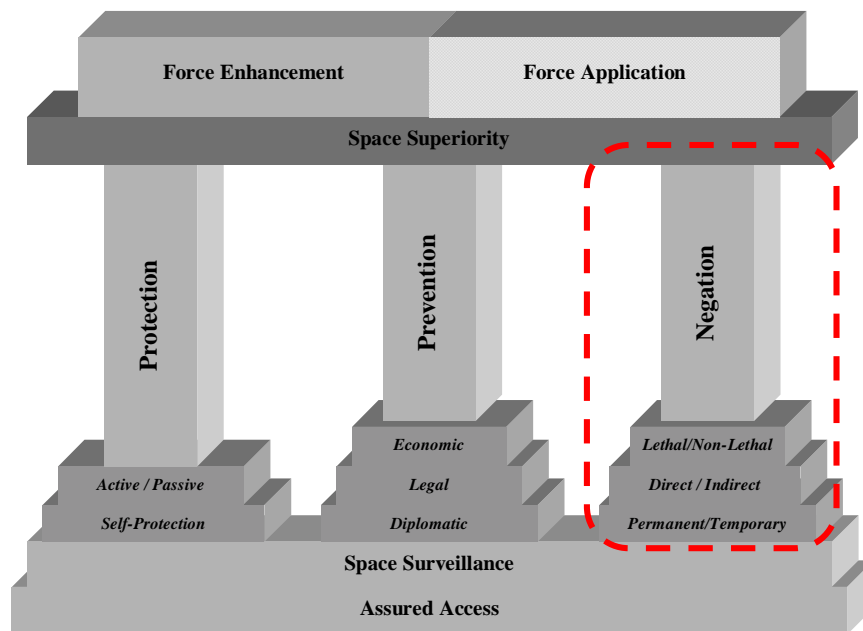 Force Enhancement
Force Application
Space Superiority
Protection
Prevention
Negation
Active / Passive
Self-Protection
Economic
Legal
Diplomatic
Lethal/Non-Lethal
Direct / Indirect
Permanent/Temporary
Space Surveillance
Assured Access